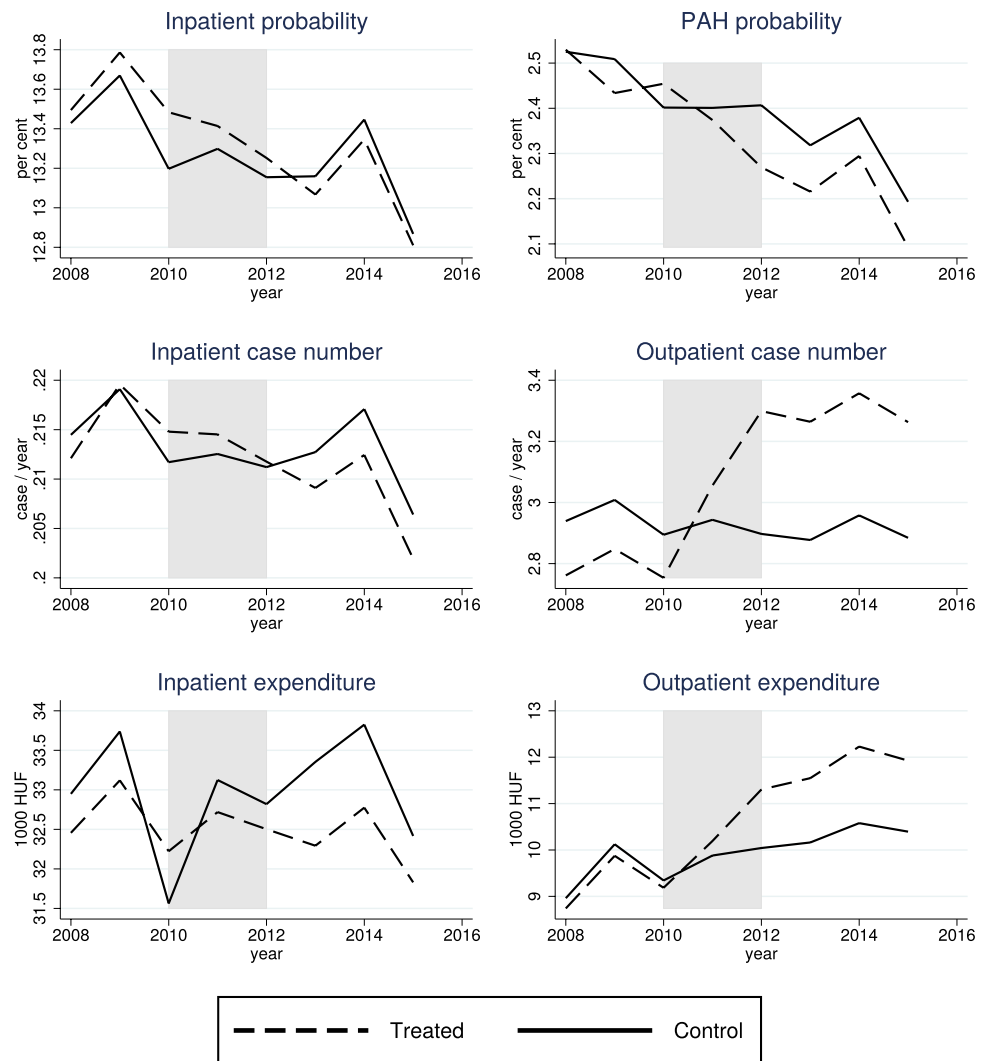 Inpatient probability
per cent
13.8
13.6
13.4
13.2
13
12.8
2008 2010 2012 2014 2016
year
PAH probability
per cent
2.5
2.4
2.3
2.2
2.1
2008 2010 2012 2014 2016
year
Inpatient case number
case / year
.22
.215
.21
.205
.2
2008 2010 2012 2014 2016
year
Outpatient case number
case / year
3.4
3.2
3
2.8
2008 2010 2012 2014 2016
year
Inpatient expenditure
1000 HUF
34
33.5
33
32.5
32
31.5
2008 2010 2012 2014 2016
year
Outpatient expenditure
1000 HUF
13
12
11
10
9
2008 2010 2012 2014 2016
year
Treated Control